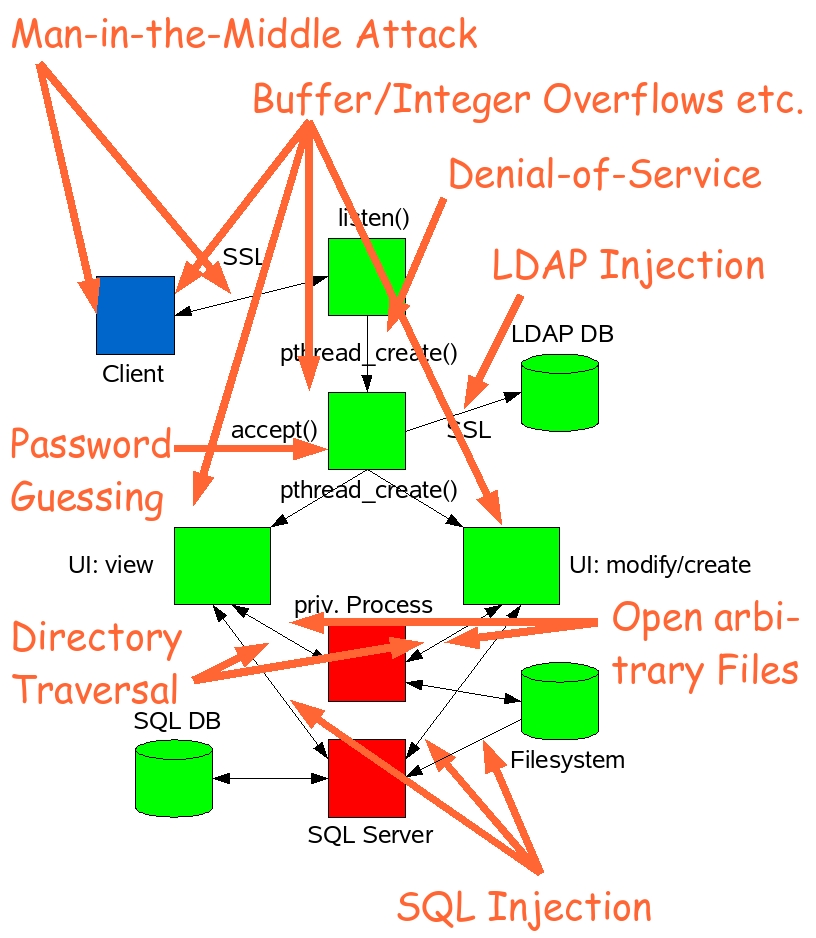 Man-in-the-Middle Attack
Buffer/Integer Overflows etc.
Denial-of-Service
listen()
SSL
LDAP Injection
LDAP DB
pthread_create()
Client
accept()
SSL
Password
Guessing
pthread_create()
UI: view
UI: modify/create
priv. Process
Open arbi-
trary Files
Directory
Traversal
SQL DB
Filesystem
SQL Server
SQL Injection